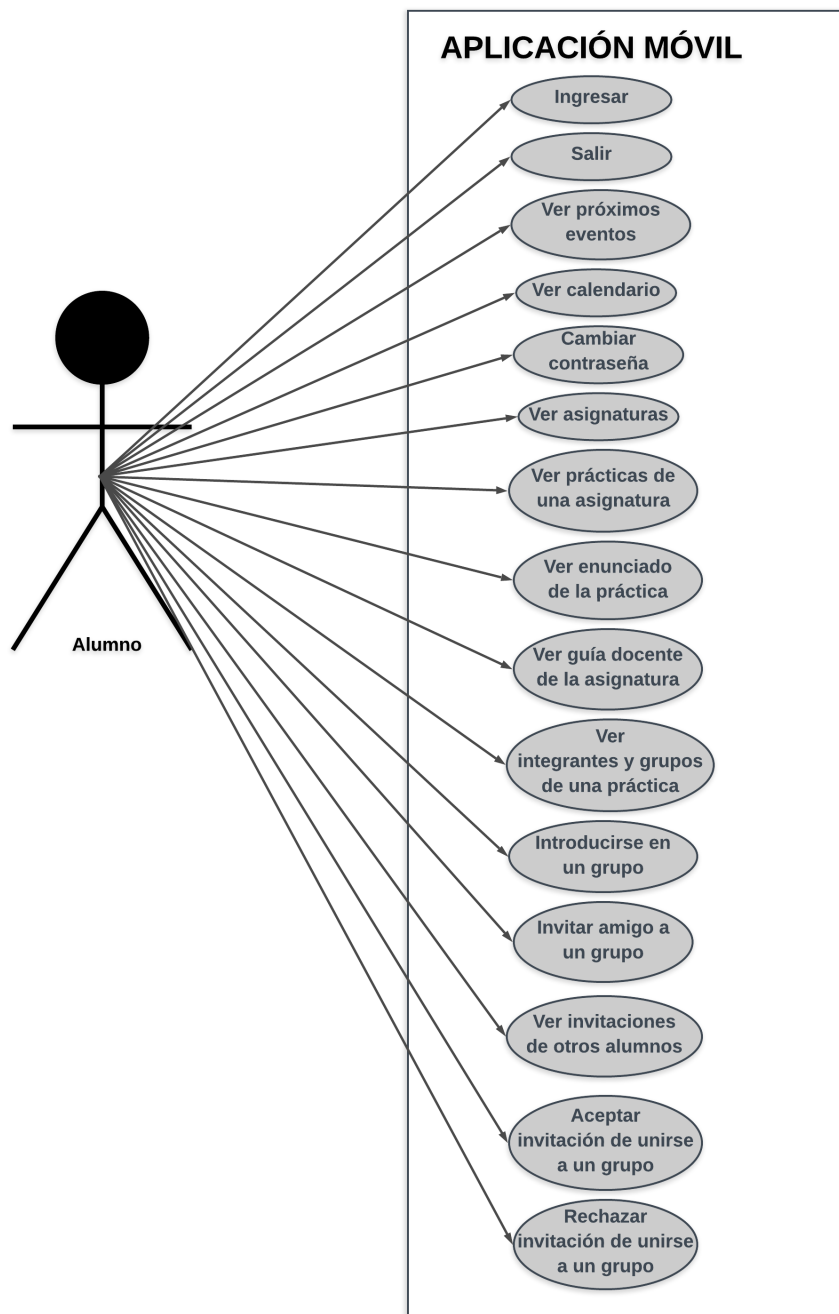 APLICACIÓN MÓVIL
Ingresar
Salir
Ver próximos
eventos
Ver calendario
Cambiar
contraseña
Ver asignaturas
Ver prácticas de
una asignatura
Ver enunciado
de la práctica
Alumno
Ver guía docente
de la asignatura
Ver
integrantes y grupos
de una práctica
Introducirse en
un grupo
Invitar amigo a
un grupo
Ver invitaciones
de otros alumnos
Aceptar
invitación de unirse
a un grupo
Rechazar
invitación de unirse
a un grupo